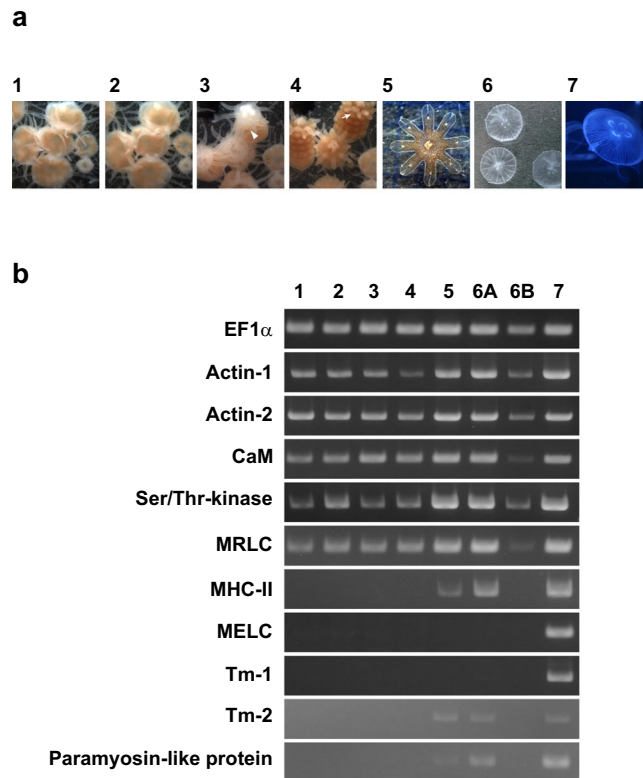 a
1 2 3 4 5 6 7
b
1 2 3 4 5 6A 6B 7
EF1α
Actin-1
Actin-2
CaM
Ser/Thr-kinase
MRLC
MHC-II
MELC
Tm-1
Tm-2
Paramyosin-like protein